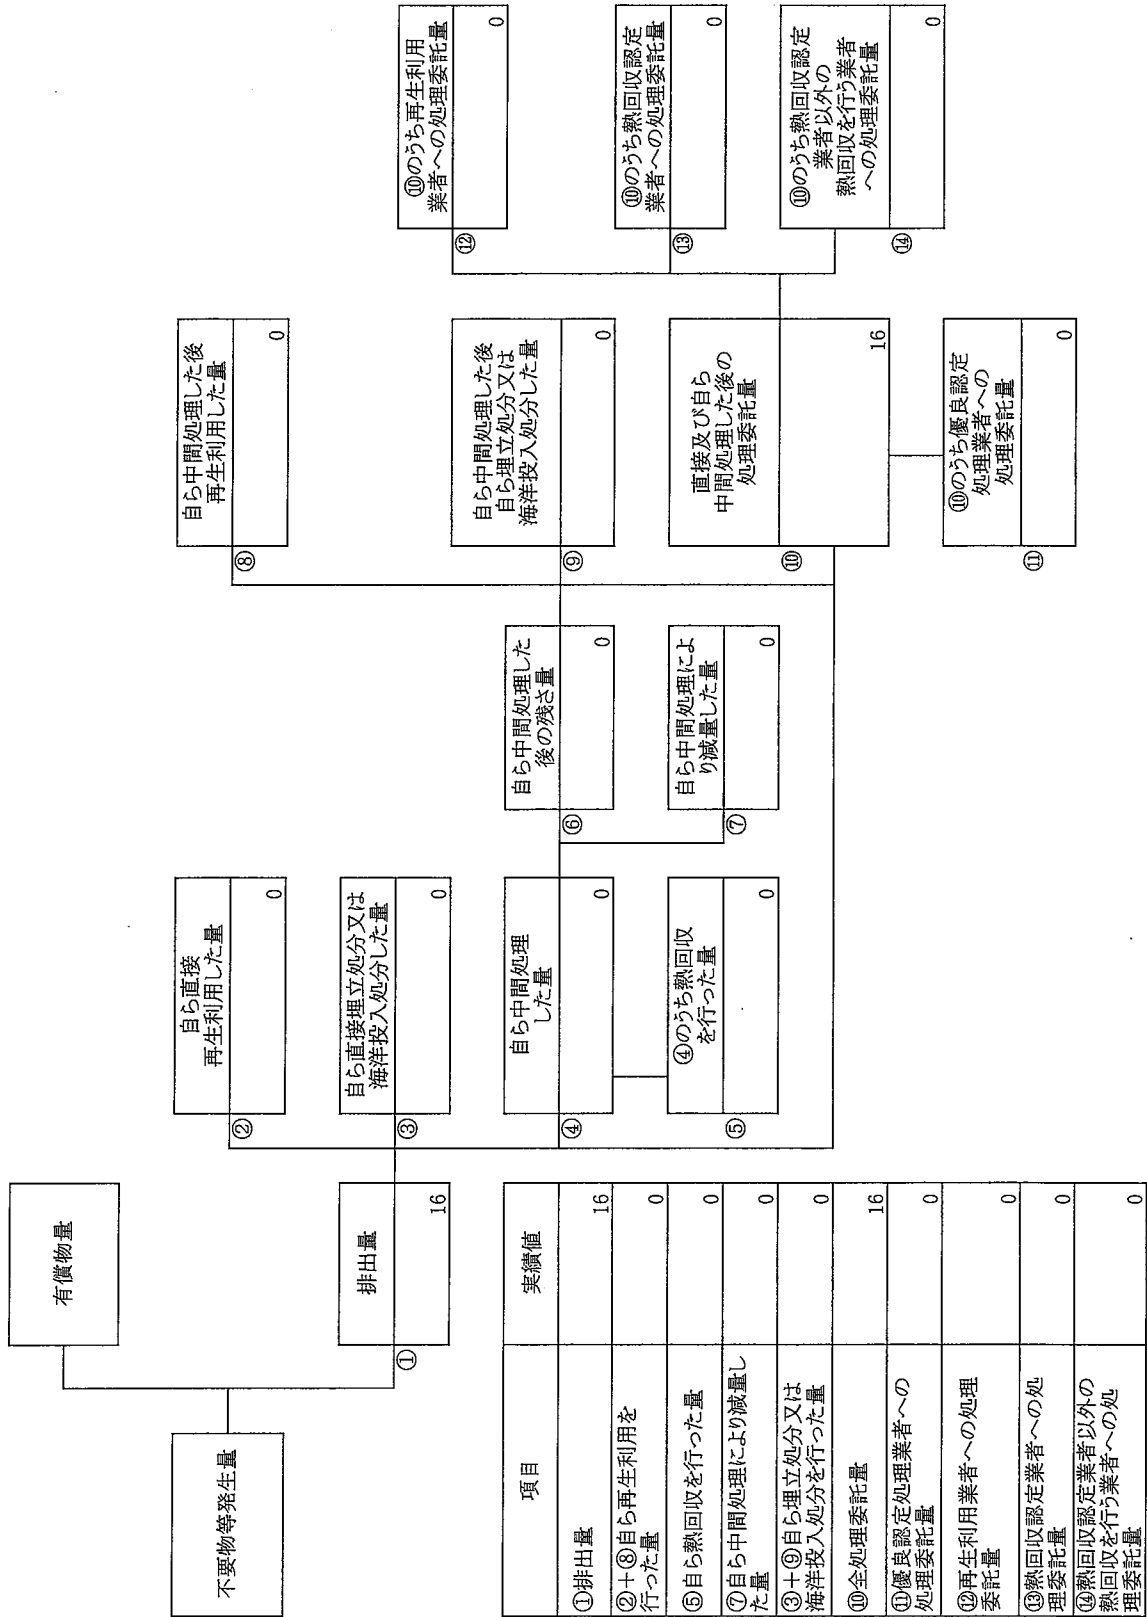 不要物等発生量
有償物量
①
排出量
16
②
自ら直接
再生利用した量
0
③
自ら直接埋立処分又は
海洋投入処分した量
0
④
自ら中間処理
した量
0
⑤
④のうち熱回収
を行った量
0
⑥
自ら中間処理した
後の残さ量
0
⑦
自ら中間処理によ
り減量した量
0
⑧
自ら中間処理した後
再生利用した量
0
⑨
自ら中間処理した後
自ら埋立処分又は
海洋投入処分した量
0
⑩
直接及び自ら
中間処理した後の
処理委託量
16
⑪
⑩のうち優良認定
処理業者への
処理委託量
0
⑫
⑩のうち再生利用
業者への処理委託量
0
⑬
⑩のうち熱回収認定
業者への処理委託量
0
⑭
⑩のうち熱回収認定
業者以外の
熱回収を行う業者
への処理委託量
0
項目
実績値
①排出量
16
②+⑧自ら再生利用を
行った量
0
⑤自ら熱回収を行った量
0
⑦自ら中間処理により減量し
た量
0
③+⑨自ら埋立処分又は
海洋投入処分を行った量
0
⑩全処理委託量
16
⑪優良認定処理業者への
処理委託量
0
⑫再生利用業者への処理
委託量
0
⑬熱回収認定業者への処
理委託量
0
⑭熱回収認定業者以外の
熱回収を行う業者への処
理委託量
0